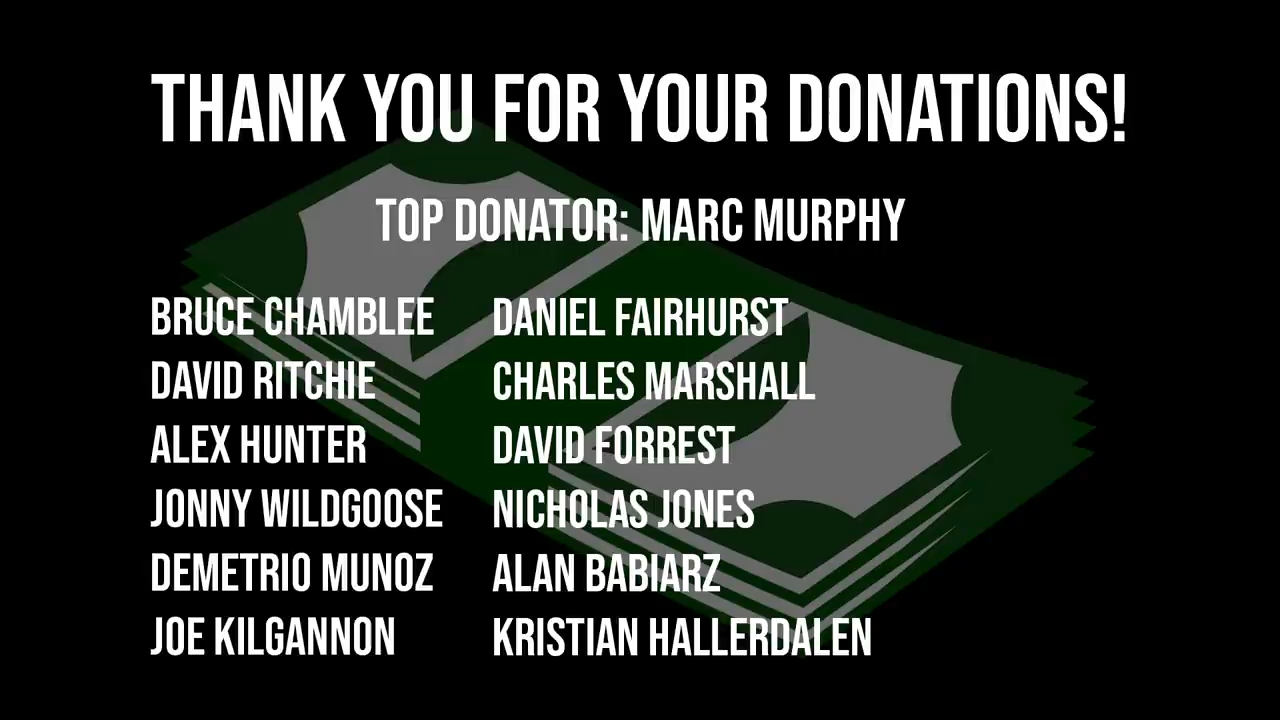 THANK YOU FOR YOUR DONATIONS!
TOP DONATOR: MARC MURPHY
BRUCE CHAMBLEE
DAVID RITCHIE
ALEX HUNTER
JONNY WILDGOOSE
DEMETRIO MUNOZ
JOE KILGANNON
DANIEL FAIRHURST
CHARLES MARSHALL
DAVID FORREST
NICHOLAS JONES
ALAN BABIARZ
KRISTIAN HALLERDALEN